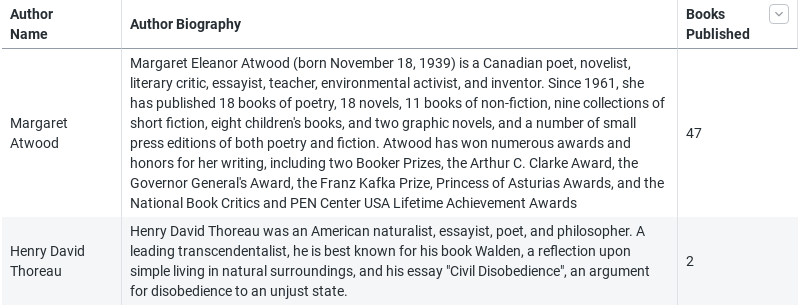 Author Name
Author Biography
Books Published
Margaret Atwood
Margaret Eleanor Atwood (born November 18, 1939) is a Canadian poet, novelist,
literary critic, essayist, teacher, environmental activist, and inventor. Since 1961, she
has published 18 books of poetry, 18 novels, 11 books of non-fiction, nine collections of
short fiction, eight children's books, and two graphic novels, and a number of small
press editions of both poetry and fiction. Atwood has won numerous awards and
honors for her writing, including two Booker Prizes, the Arthur C. Clarke Award, the
Governor General's Award, the Franz Kafka Prize, Princess of Asturias Awards, and the
National Book Critics and PEN Center USA Lifetime Achievement Awards
47
Henry David Thoreau
Henry David Thoreau was an American naturalist, essayist, poet, and philosopher. A
leading transcendentalist, he is best known for his book Walden, a reflection upon
simple living in natural surroundings, and his essay "Civil Disobedience", an argument
for disobedience to an unjust state.
2